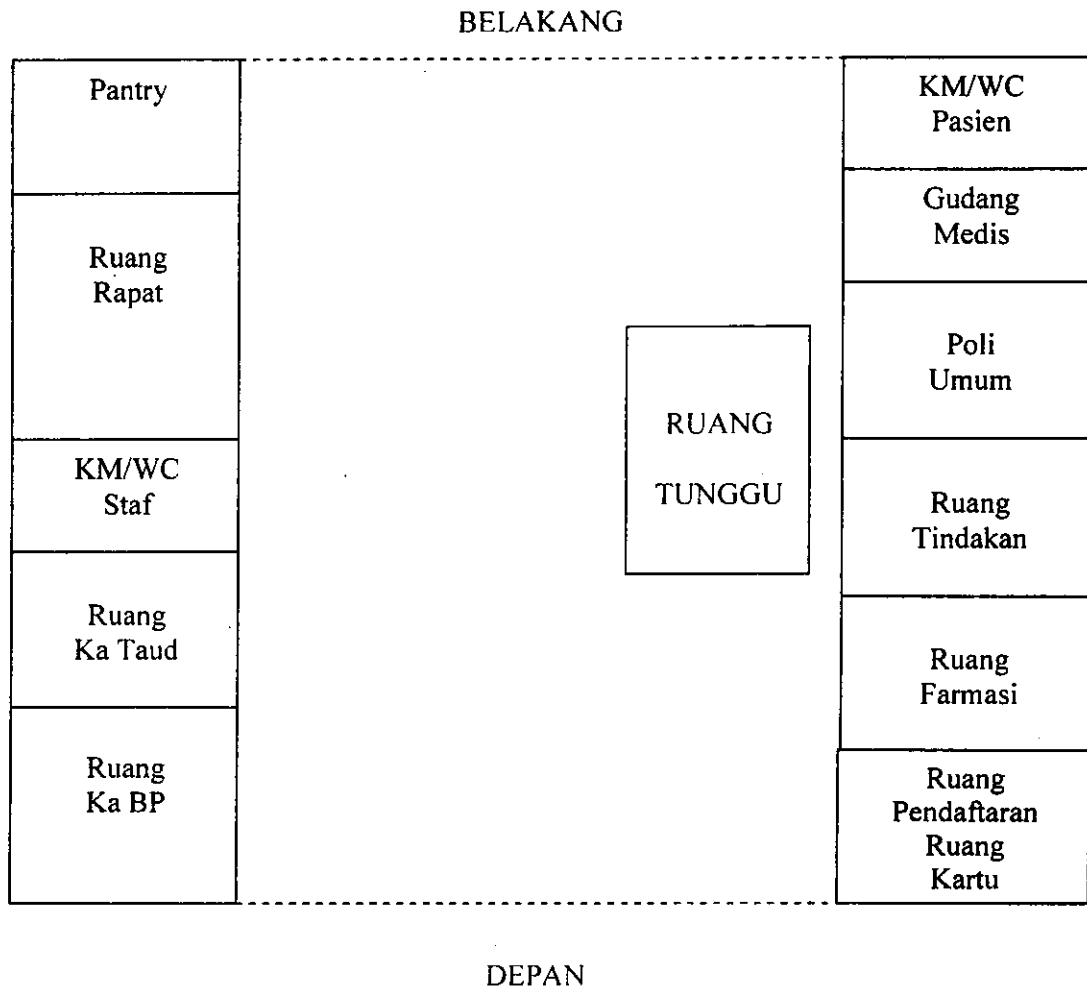 BELAKANG
Pantry
Ruang
Rapat
KM/WC
Staf
Ruang
Ka Taud
Ruang
Ka BP
RUANG
TUNGGU
KM/WC
Pasien
Gudang
Medis
Poli
Umum
Ruang
Tindakan
Ruang
Farmasi
Ruang
Pendaftaran
Ruang
Kartu
DEPAN